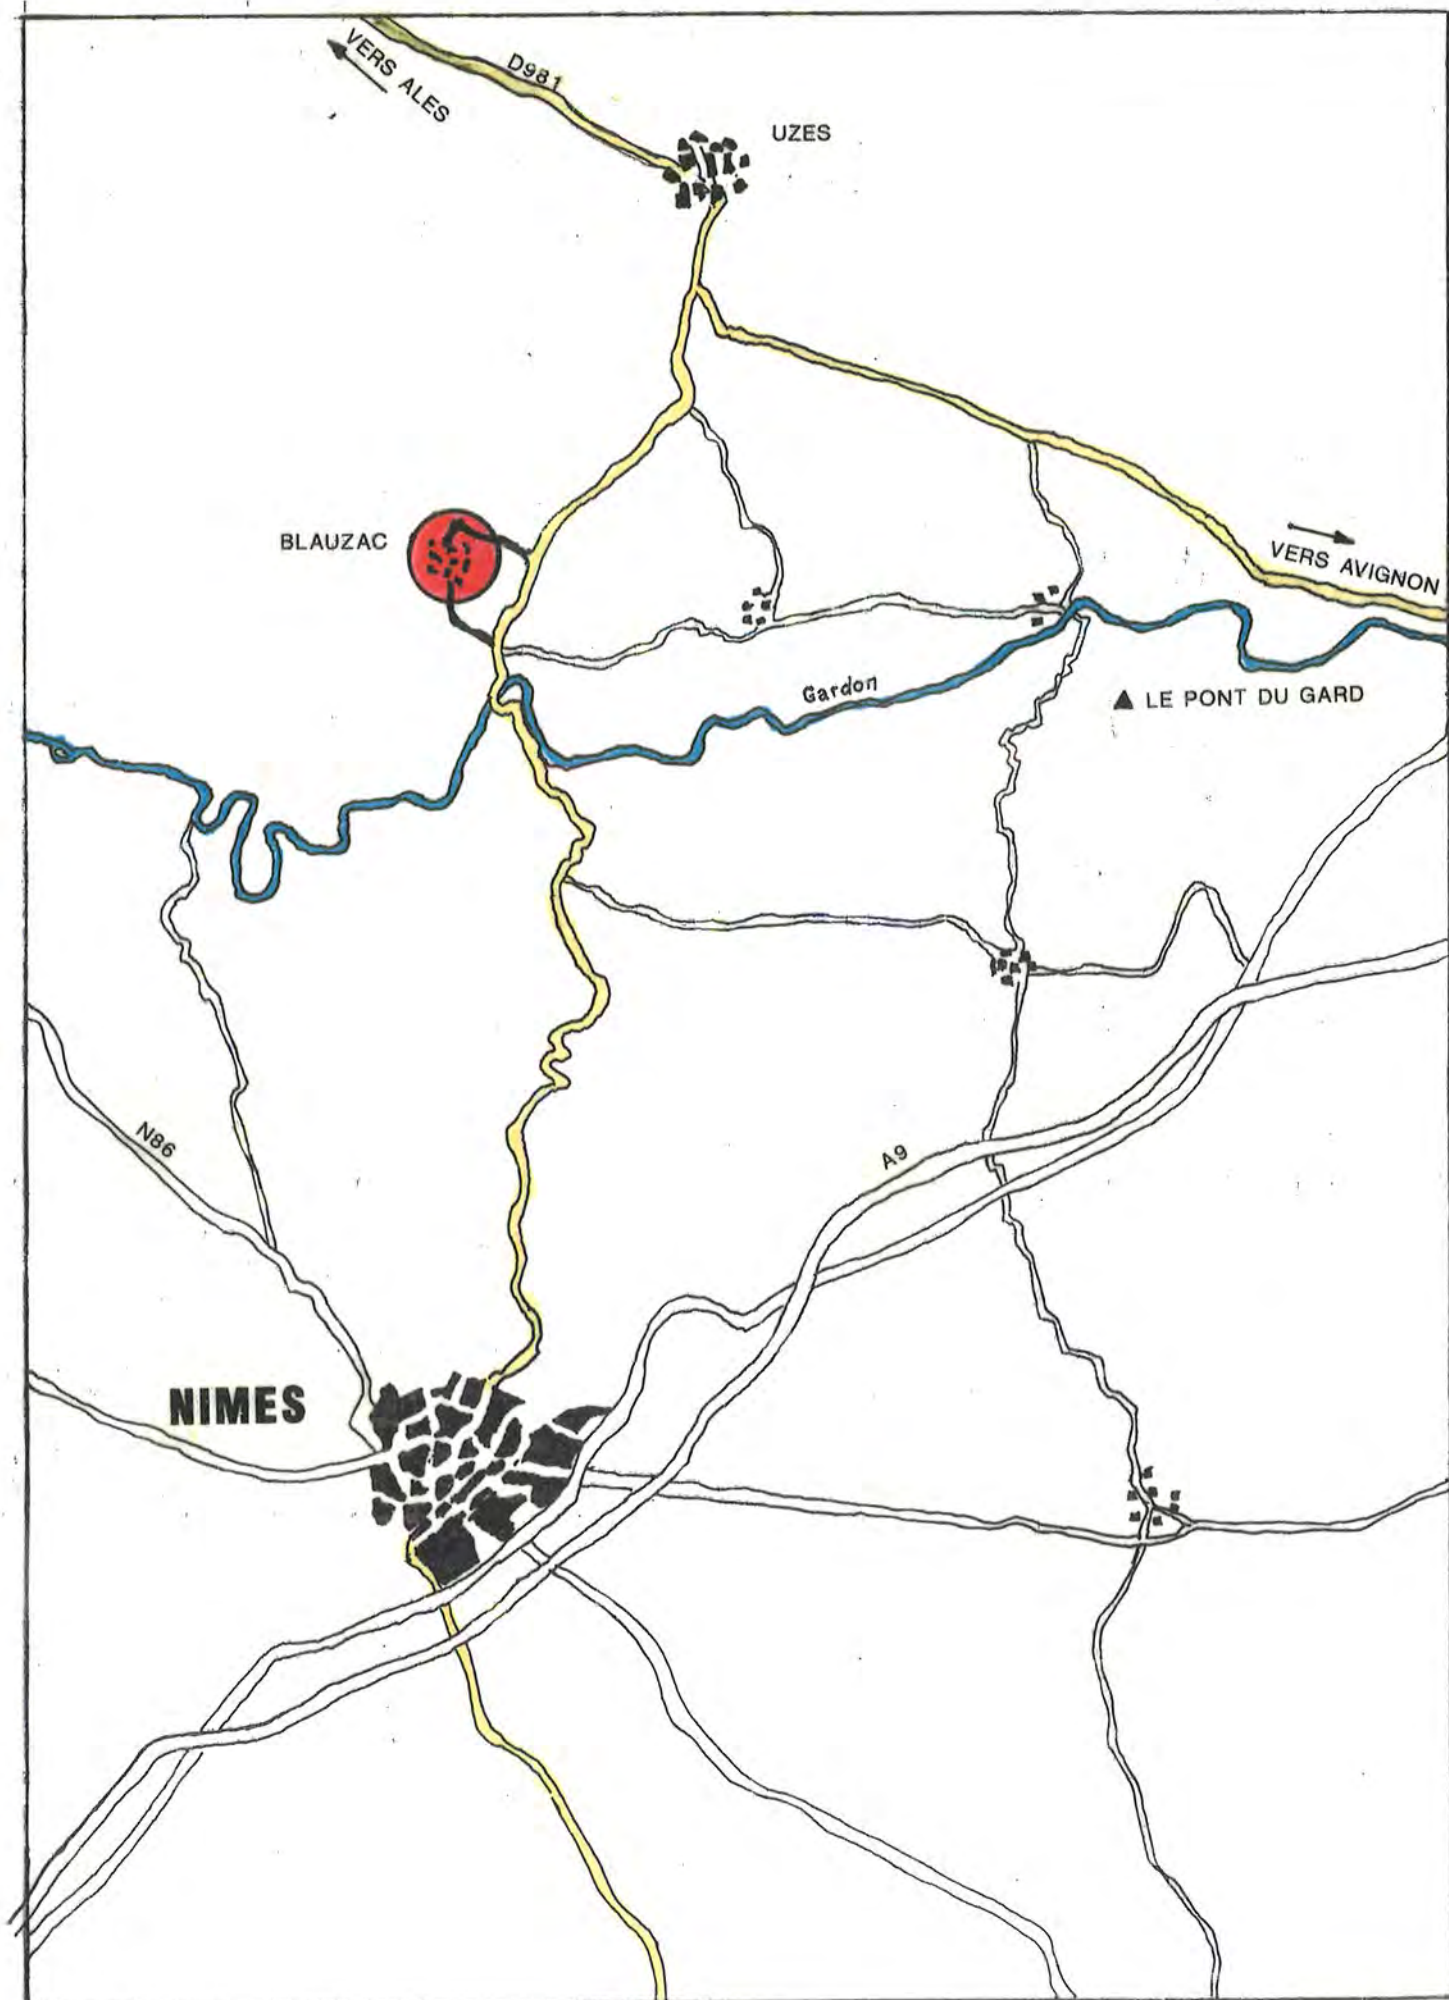 VERS ALES
D981
UZES
BLAUZAC
VERS AVIGNON
Gardon
LE PONT DU GARD
N86
A9
NIMES